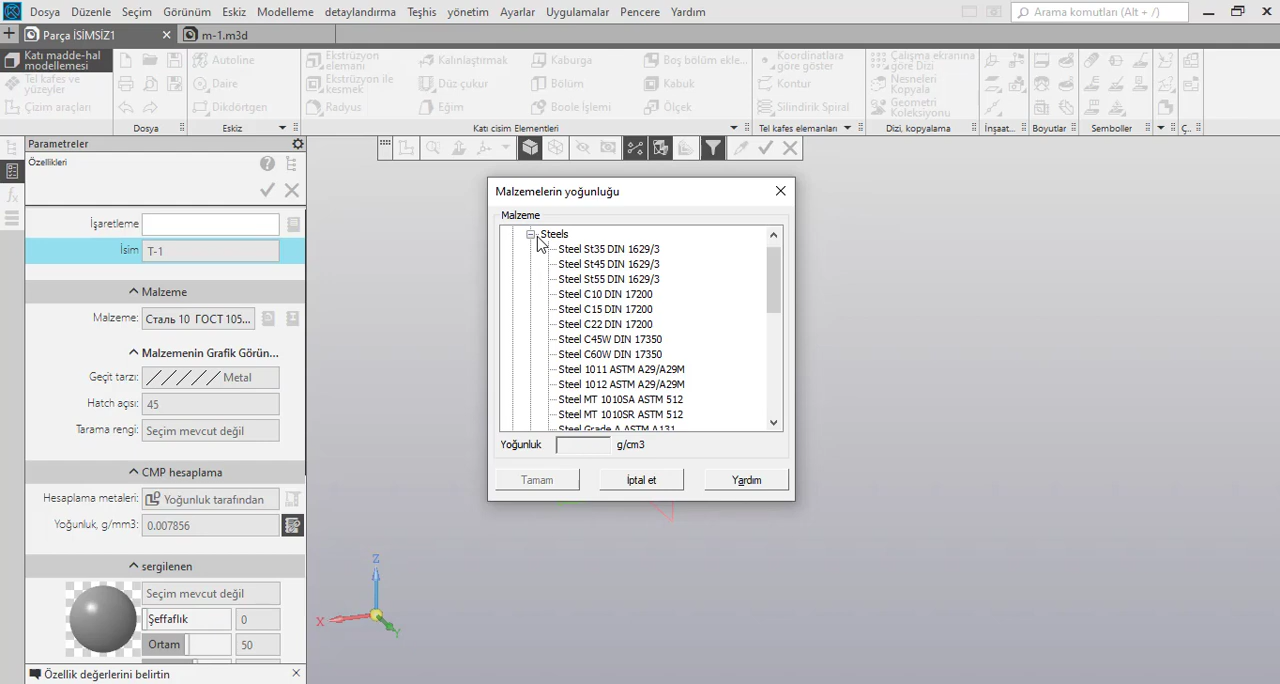 Dosya Düzenle Seçim Görünüm Eskiz Modelleme detaylandırma Teşhis yönetim Ayarlar Uygulamalar Pencere Yardım Arama komutları (Alt + /)
Parça İSİMSİZ1 m-1.m3d
Katı madde-hal modellemesi
Tel kafes ve yüzeyler
Çizim araçları
Dosya
Autoline
Daire
Dikdörtgen
Eskiz
Ekstrüzyon elemanı
Ekstrüzyon ile kesmek
Radyus
Kalınlaştırmak
Düz çukur
Eğim
Kaburga
Bölüm
Boole İşlemi
Boş bölüm ekle...
Kabuk
Ölçek
Katı cisim Elementleri
Koordinatlara göre göster
Kontur
Silindirik Spiral
Tel kafes elemanları
Çalışma ekranına göre Dizi
Nesneleri Kopyala
Geometri Koleksiyonu
Dizi, kopyalama
İnşaat...
Boyutlar
Semboller
Ç...
Parametreler
Özellikleri
İşaretleme
İsim T-1
Malzeme
Malzeme: Сталь 10 ГОСТ 105...
Malzemenin Grafik Görün...
Geçit tarzı: Metal
Hatch açısı: 45
Tarama rengi: Seçim mevcut değil
CMP hesaplama
Hesaplama metaleri: Yoğunluk tarafından
Yoğunluk, g/mm3: 0.007856
sergilenen
Seçim mevcut değil
Şeffaflık 0
Ortam 50
Özellik değerlerini belirtin
Malzemelerin yoğunluğu
Malzeme
Steels
Steel St35 DIN 1629/3
Steel St45 DIN 1629/3
Steel St55 DIN 1629/3
Steel C10 DIN 17200
Steel C15 DIN 17200
Steel C22 DIN 17200
Steel C45W DIN 17350
Steel C60W DIN 17350
Steel 1011 ASTM A29/A29M
Steel 1012 ASTM A29/A29M
Steel MT 1010SA ASTM 512
Steel MT 1010SR ASTM 512
Steel Grade A ASTM A131
Yoğunluk g/cm3
Tamam İptal et Yardım
Z
X
Y